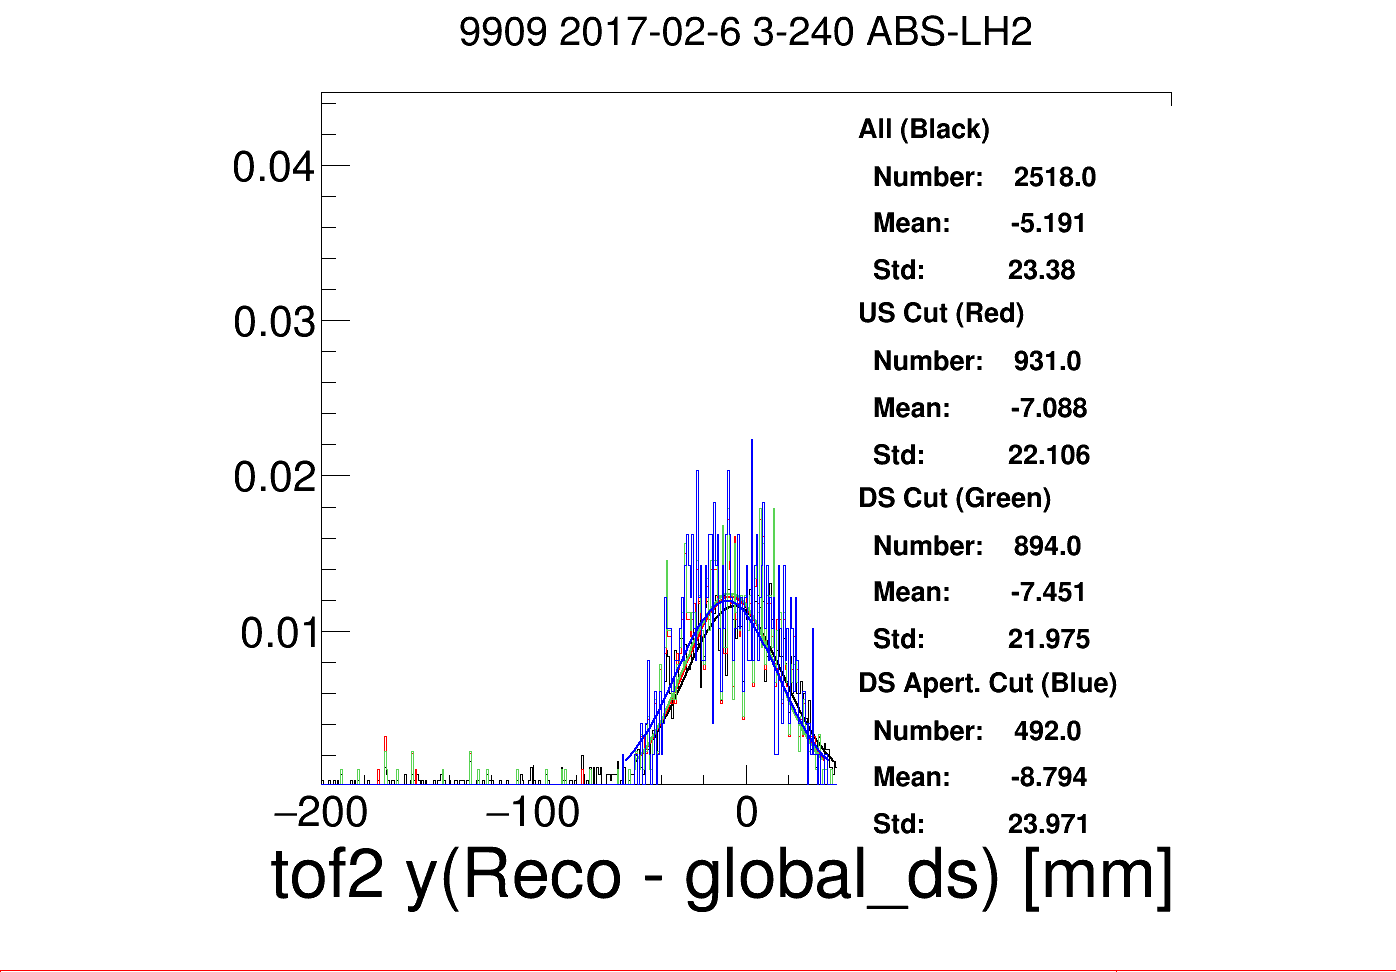 9909 2017-02-6 3-240 ABS-LH2
All (Black)
Number: 2518.0
Mean: -5.191
Std: 23.38
US Cut (Red)
Number: 931.0
Mean: -7.088
Std: 22.106
DS Cut (Green)
Number: 894.0
Mean: -7.451
Std: 21.975
DS Apert. Cut (Blue)
Number: 492.0
Mean: -8.794
Std: 23.971
0.04
0.03
0.02
0.01
−200 −100 0
tof2 y(Reco - global_ds) [mm]